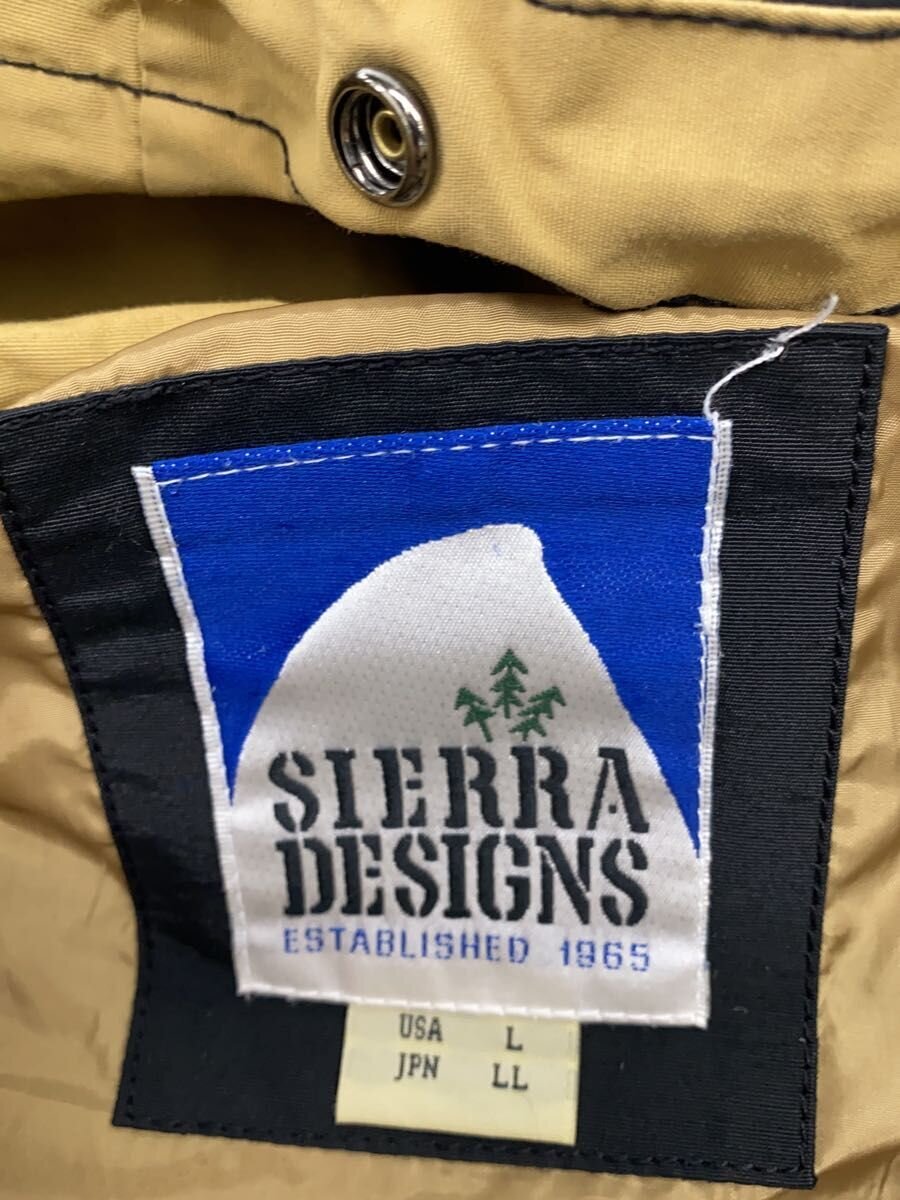 SIERRA
DESIGNS
ESTABLISHED 1965
USA L
JPN LL